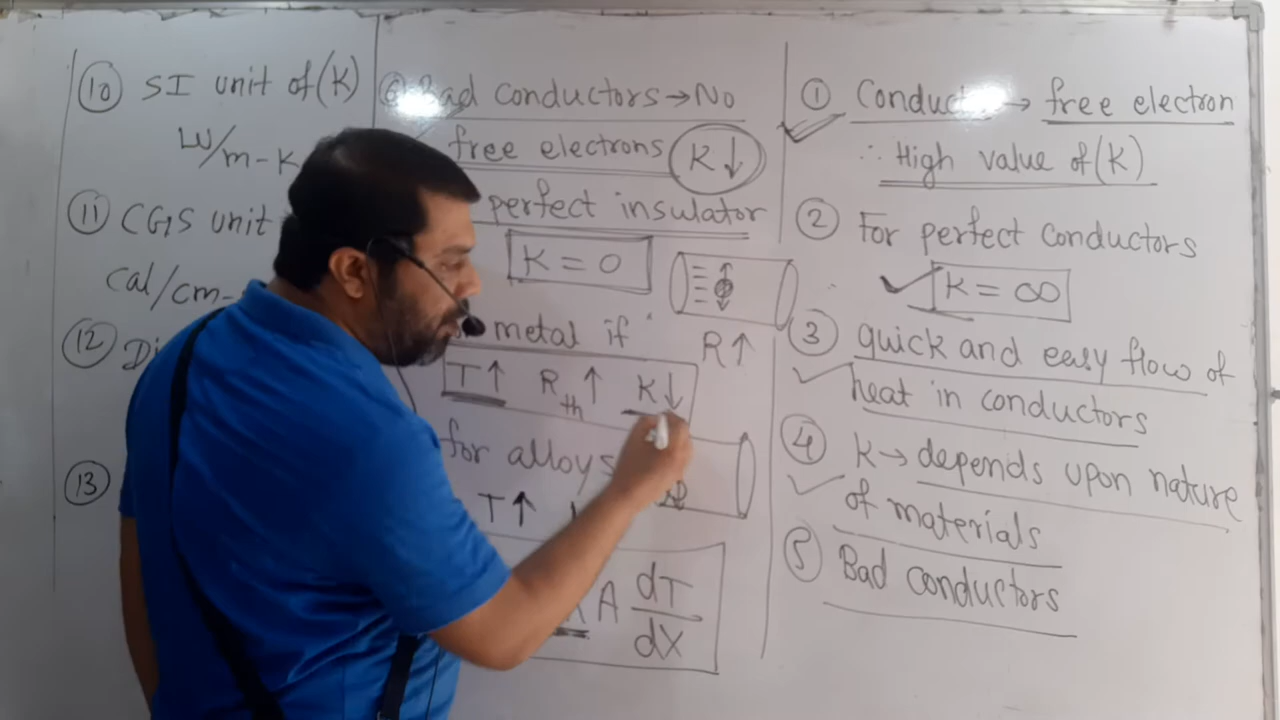 ⑩ SI unit of (K)
W/m-K
⑪ CGS unit
Cal/cm-
⑫
⑬
⑥ Bad conductors → No
free electrons K↓
perfect insulator
K = 0
metal if
R↑
T↑ Rth↑ K↓
for alloys
T↑
A dT/dX
① Conduct → free electron
∴ High value of (K)
② For perfect Conductors
K = ∞
③ quick and easy flow of
heat in conductors
④ K → depends upon nature
of materials
⑤ Bad conductors